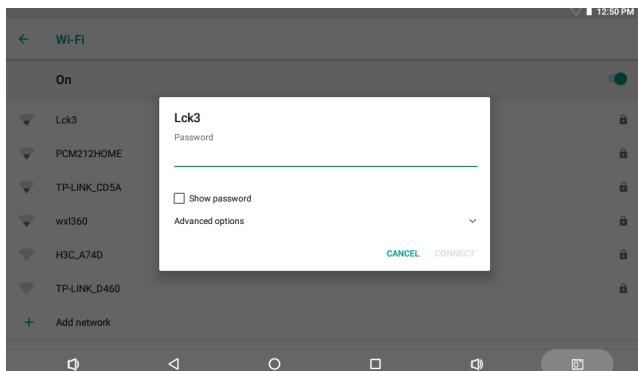 12:50 PM
Wi-Fi
On
Lck3
PCM212HOME
TP-LINK_CD5A
wxl360
H3C_A74D
TP-LINK_D460
Add network
Lck3
Password
Show password
Advanced options
CANCEL CONNECT